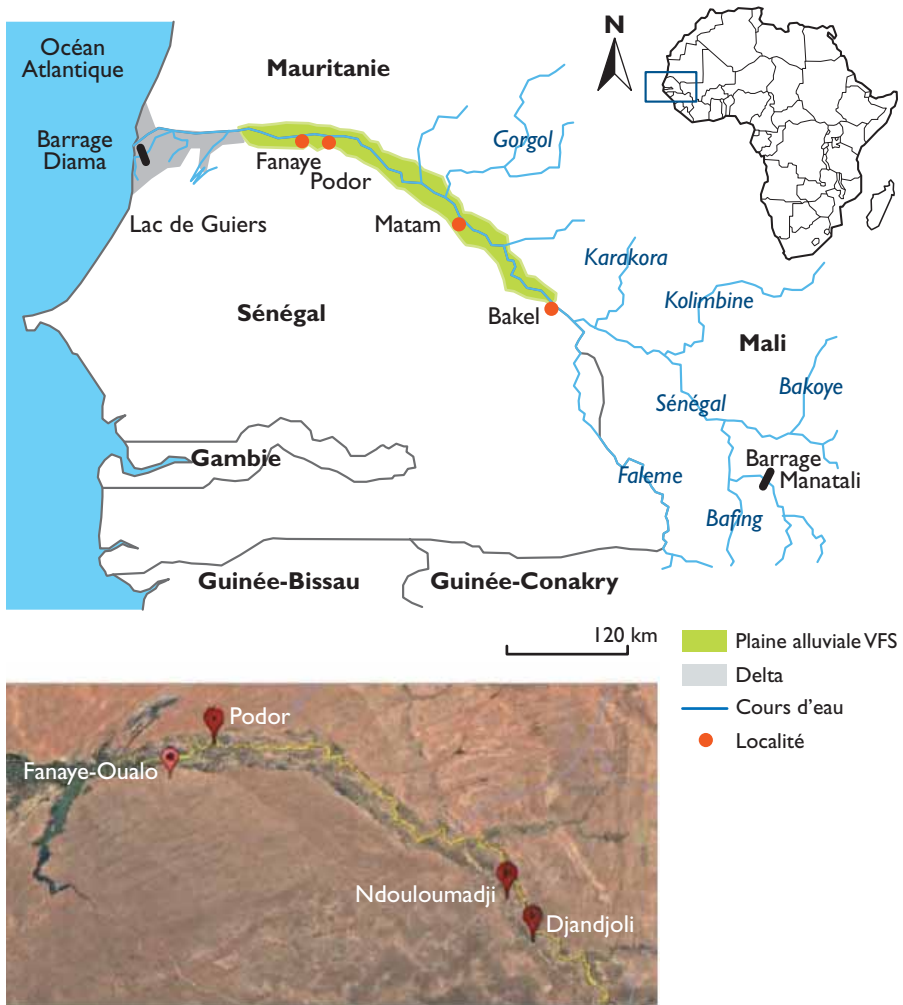 Océan
Atlantique
Mauritanie
N
Barrage
Diama
Gorgol
Fanaye
Podor
Lac de Guiers
Matam
Karakora
Kolimbine
Sénégal
Bakel
Mali
Bakoye
Sénégal
Barrage
Manatali
Gambie
Faleme
Bafing
Guinée-Bissau
Guinée-Conakry
120 km
Plaine alluviale VFS
Delta
Cours d'eau
Localité
Podor
Fanaye-Oualo
Ndouloumadji
Djandjoli